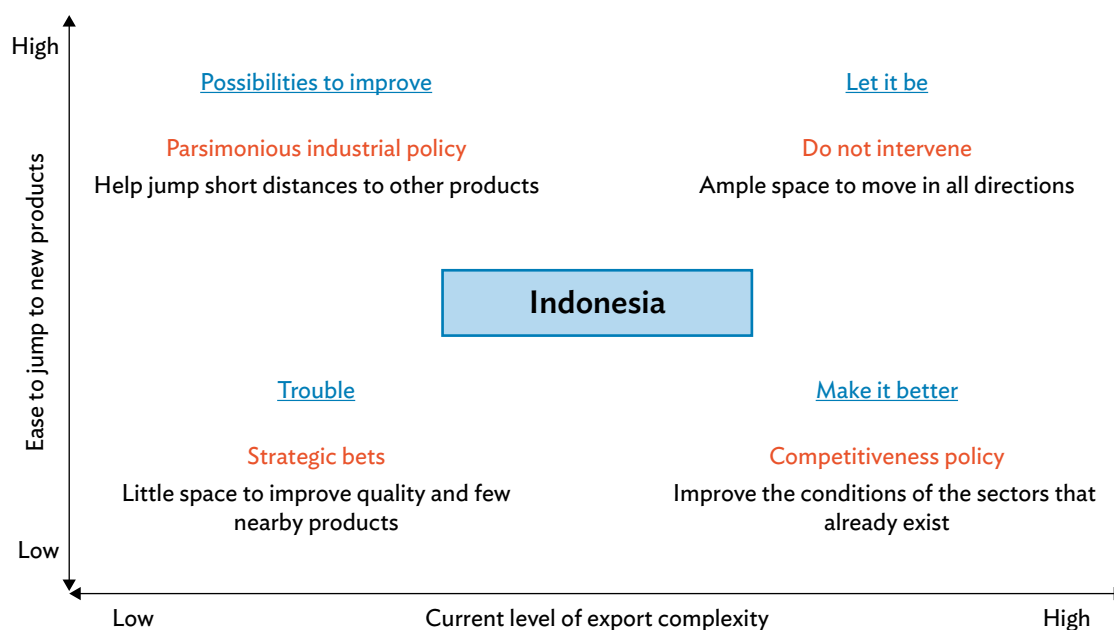 High
Possibilities to improve
Let it be
Parsimonious industrial policy
Do not intervene
Help jump short distances to other products
Ample space to move in all directions
Ease to jump to new products
Indonesia
Trouble
Make it better
Strategic bets
Competitiveness policy
Little space to improve quality and few
nearby products
Improve the conditions of the sectors that
already exist
Low
Low
Current level of export complexity
High